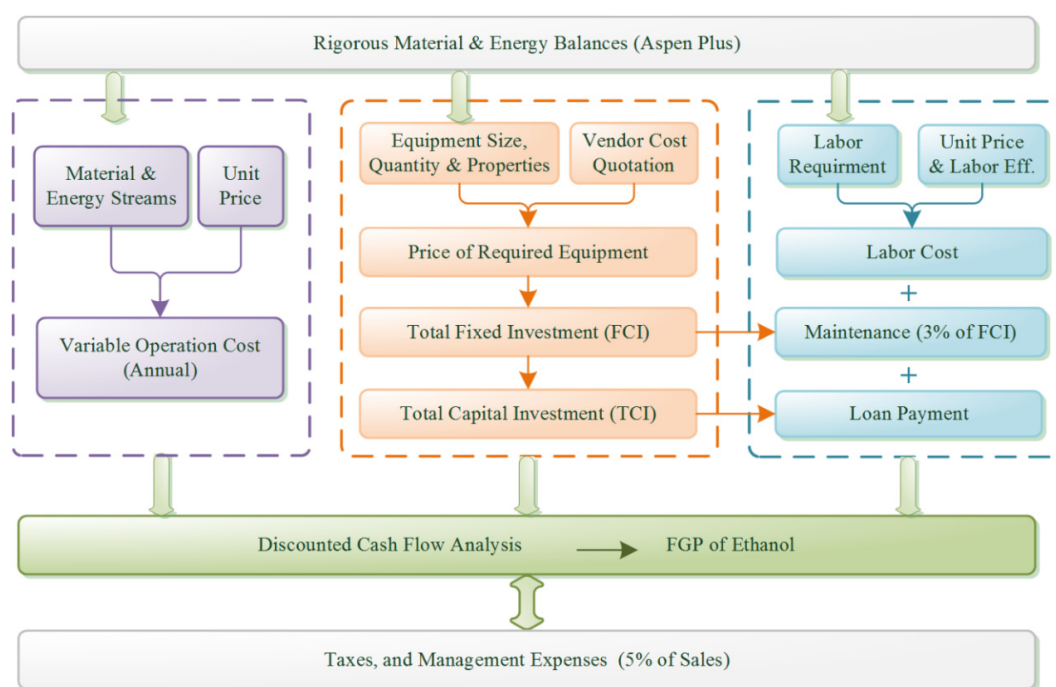 Rigorous Material & Energy Balances (Aspen Plus)
Material &
Energy Streams
Unit
Price
Variable Operation Cost
(Annual)
Equipment Size,
Quantity & Properties
Vendor Cost
Quotation
Price of Required Equipment
Total Fixed Investment (FCI)
Total Capital Investment (TCI)
Labor
Requirment
Unit Price
& Labor Eff.
Labor Cost
+
Maintenance (3% of FCI)
+
Loan Payment
Discounted Cash Flow Analysis
FGP of Ethanol
Taxes, and Management Expenses (5% of Sales)